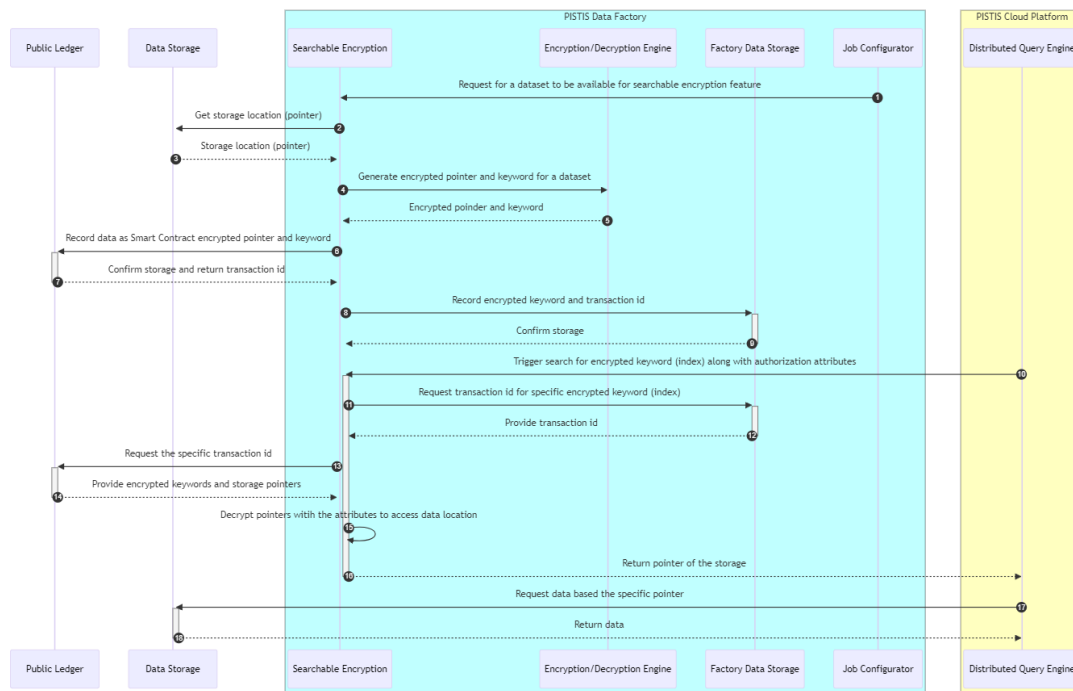 PISTIS Data Factory
PISTIS Cloud Platform
Public Ledger
Data Storage
Searchable Encryption
Encryption/Decryption Engine
Factory Data Storage
Job Configurator
Distributed Query Engine
Request for a dataset to be available for searchable encryption feature
1
Get storage location (pointer)
2
Storage location (pointer)
3
Generate encrypted pointer and keyword for a dataset
4
Encrypted poinder and keyword
5
Record data as Smart Contract encrypted pointer and keyword
6
Confirm storage and return transaction id
7
Record encrypted keyword and transaction id
8
Confirm storage
9
Trigger search for encrypted keyword (index) along with authorization attributes
10
Request transaction id for specific encrypted keyword (index)
11
Provide transaction id
12
Request the specific transaction id
13
Provide encrypted keywords and storage pointers
14
Decrypt pointers witih the attributes to access data location
15
Return pointer of the storage
16
Request data based the specific pointer
17
Return data
18
Public Ledger
Data Storage
Searchable Encryption
Encryption/Decryption Engine
Factory Data Storage
Job Configurator
Distributed Query Engine